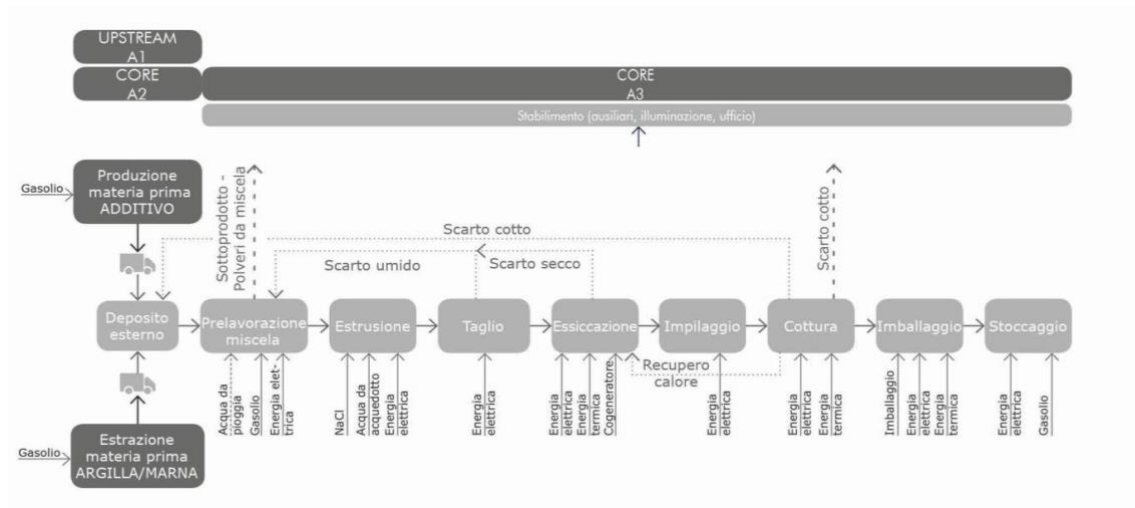 UPSTREAM
A1
CORE
A2
CORE
A3
Stabilimento (ausiliari, illuminazione, ufficio)
Gasolio
Produzione
materia prima
ADDITIVO
Sottoprodotto -
Polveri da miscela
Scarto cotto
Scarto cotto
Scarto umido
Scarto secco
Deposito
esterno
Prelavorazione
miscela
Estrusione
Taglio
Essiccazione
Impilaggio
Cottura
Imballaggio
Stoccaggio
Recupero
calore
Acqua da
pioggia
Gasolio
Energia elet-
trica
NaCl
Acqua da
acquedotto
Energia
elettrica
Energia
elettrica
Energia
elettrica
Energia
termica
Cogeneratore
Energia
elettrica
Energia
elettrica
Energia
termica
Imballaggio
Energia
elettrica
Energia
termica
Energia
elettrica
Gasolio
Gasolio
Estrazione
materia prima
ARGILLA/MARNA